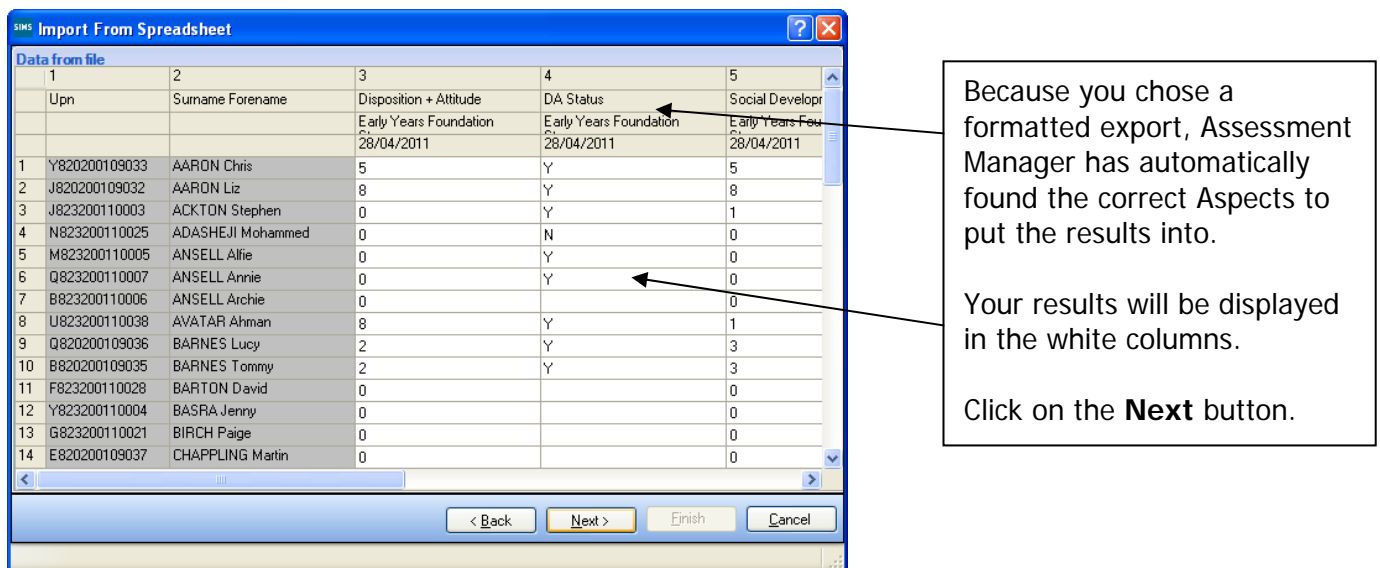 SIMS Import From Spreadsheet
Data from file
1 2 3 4 5
Upn Surname Forename Disposition + Attitude DA Status Social Developr
Early Years Foundation Early Years Foundation Early Years Fou
28/04/2011 28/04/2011 28/04/2011
1 Y820200109033 AARON Chris 5 Y 5
2 J820200109032 AARON Liz 8 Y 8
3 J823200110003 ACKTON Stephen 0 Y 1
4 N823200110025 ADASHEJI Mohammed 0 N 0
5 M823200110005 ANSELL Alfie 0 Y 0
6 Q823200110007 ANSELL Annie 0 Y 0
7 B823200110006 ANSELL Archie 0 0
8 U823200110038 AVATAR Ahman 8 Y 1
9 Q820200109036 BARNES Lucy 2 Y 3
10 B820200109035 BARNES Tommy 2 Y 3
11 F823200110028 BARTON David 0 0
12 Y823200110004 BASRA Jenny 0 0
13 G823200110021 BIRCH Paige 0 0
14 E820200109037 CHAPPLING Martin 0 0
< Back Next > Finish Cancel
Because you chose a
formatted export, Assessment
Manager has automatically
found the correct Aspects to
put the results into.
Your results will be displayed
in the white columns.
Click on the Next button.